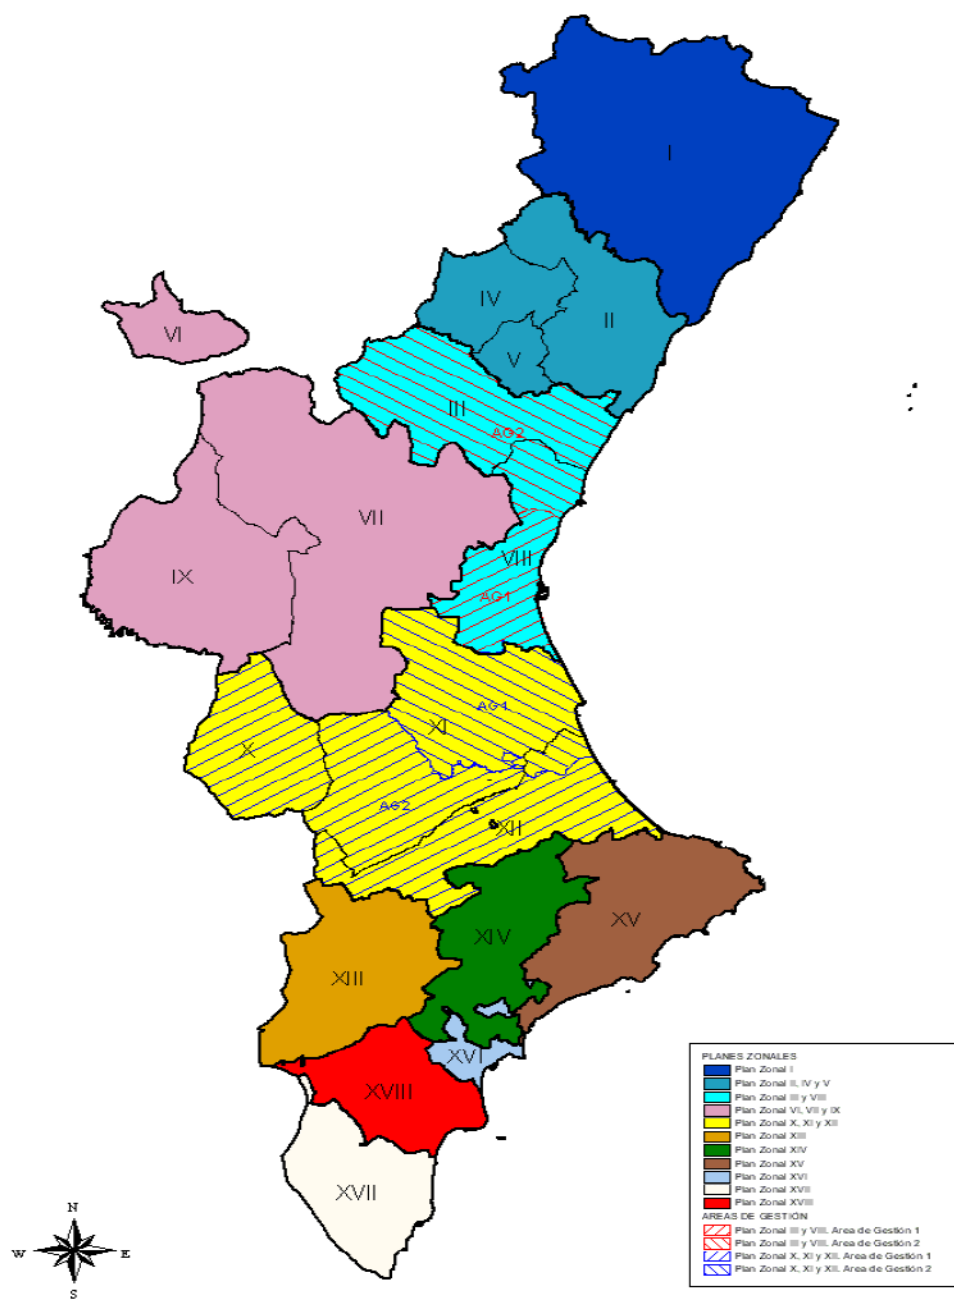 I
IV
II
VI
V
III
AG2
VII
VIII
IX
AG1
AG1
XI
X
AG2
XII
XV
XIV
XIII
XVI
XVIII
XVII
N
W E
S
PLANES ZONALES
Plan Zonal I
Plan Zonal II, IV y V
Plan Zonal III y VIII
Plan Zonal VI, VII y IX
Plan Zonal X, XI y XII
Plan Zonal XIII
Plan Zonal XIV
Plan Zonal XV
Plan Zonal XVI
Plan Zonal XVII
Plan Zonal XVIII
AREAS DE GESTIÓN
Plan Zonal III y VIII. Area de Gestión 1
Plan Zonal III y VIII. Area de Gestión 2
Plan Zonal X, XI y XII. Area de Gestión 1
Plan Zonal X, XI y XII. Area de Gestión 2